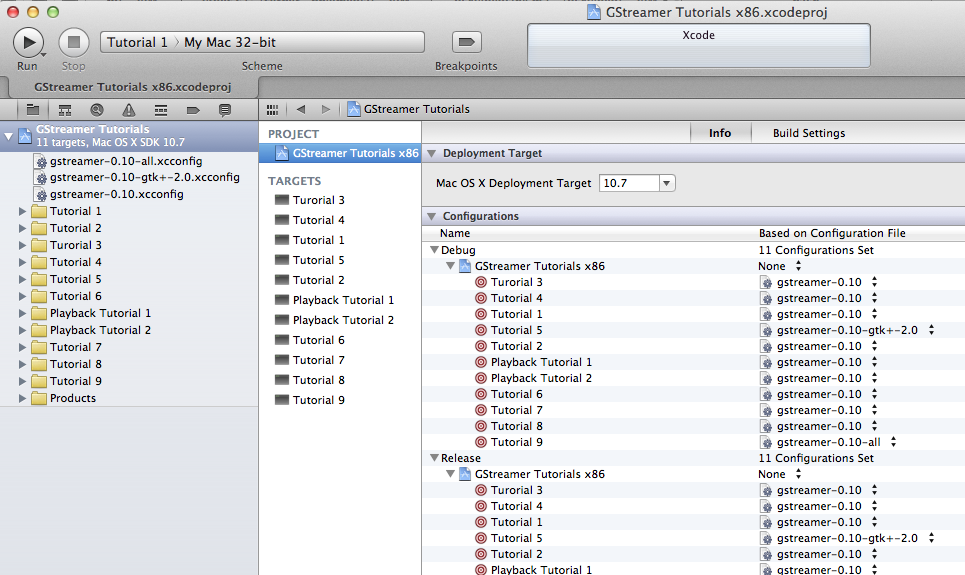 GStreamer Tutorials x86.xcodeproj
Tutorial 1 › My Mac 32-bit
Xcode
Run
Stop
Scheme
Breakpoints
GStreamer Tutorials x86.xcodeproj
GStreamer Tutorials
GStreamer Tutorials
11 targets, Mac OS X SDK 10.7
gstreamer-0.10-all.xcconfig
gstreamer-0.10-gtk+-2.0.xcconfig
gstreamer-0.10.xcconfig
Tutorial 1
Tutorial 2
Turorial 3
Tutorial 4
Tutorial 5
Tutorial 6
Playback Tutorial 1
Playback Tutorial 2
Tutorial 7
Tutorial 8
Tutorial 9
Products
PROJECT
GStreamer Tutorials x86
TARGETS
Turorial 3
Tutorial 4
Tutorial 1
Tutorial 5
Tutorial 2
Playback Tutorial 1
Playback Tutorial 2
Tutorial 6
Tutorial 7
Tutorial 8
Tutorial 9
Info
Build Settings
Deployment Target
Mac OS X Deployment Target 10.7
Configurations
Name Based on Configuration File
Debug 11 Configurations Set
GStreamer Tutorials x86 None
Turorial 3 gstreamer-0.10
Tutorial 4 gstreamer-0.10
Tutorial 1 gstreamer-0.10
Tutorial 5 gstreamer-0.10-gtk+-2.0
Tutorial 2 gstreamer-0.10
Playback Tutorial 1 gstreamer-0.10
Playback Tutorial 2 gstreamer-0.10
Tutorial 6 gstreamer-0.10
Tutorial 7 gstreamer-0.10
Tutorial 8 gstreamer-0.10
Tutorial 9 gstreamer-0.10-all
Release 11 Configurations Set
GStreamer Tutorials x86 None
Turorial 3 gstreamer-0.10
Tutorial 4 gstreamer-0.10
Tutorial 1 gstreamer-0.10
Tutorial 5 gstreamer-0.10-gtk+-2.0
Tutorial 2 gstreamer-0.10
Playback Tutorial 1 gstreamer-0.10